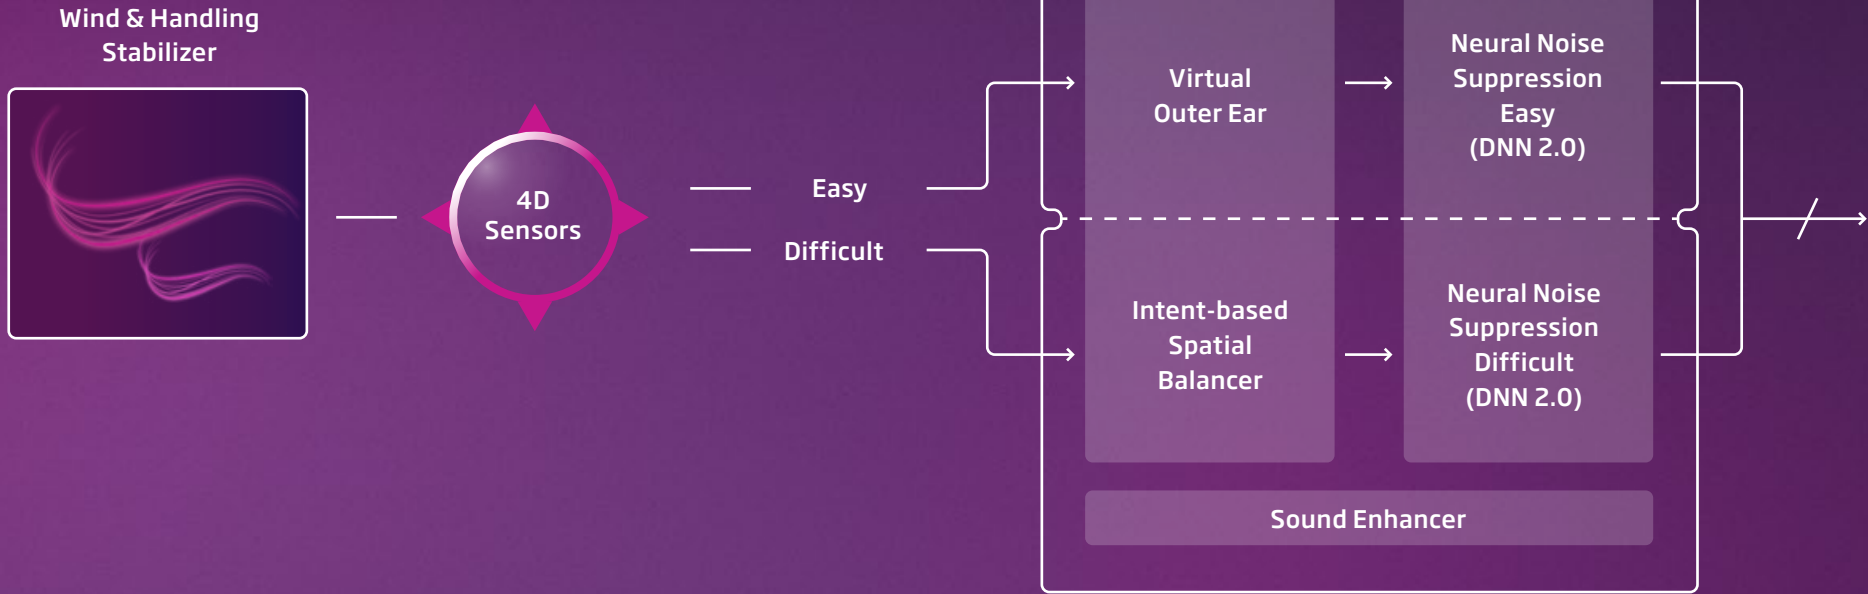 Wind & Handling
Stabilizer
4D
Sensors
Easy
Difficult
Virtual
Outer Ear
Neural Noise
Suppression
Easy
(DNN 2.0)
Intent-based
Spatial
Balancer
Neural Noise
Suppression
Difficult
(DNN 2.0)
Sound Enhancer